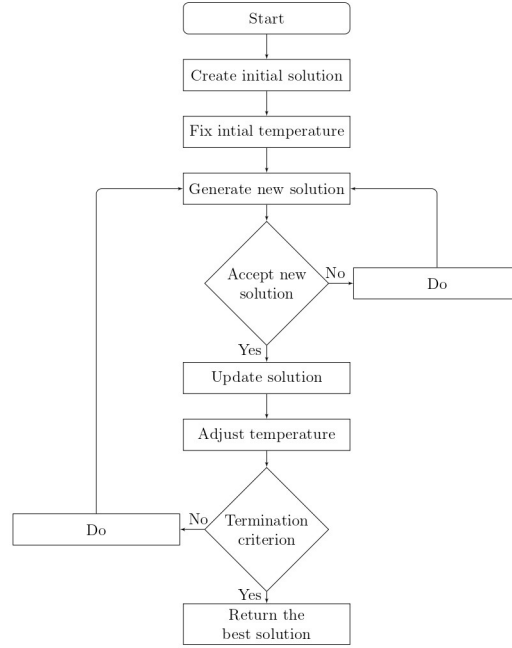 Start
Create initial solution
Fix intial temperature
Generate new solution
Accept new
solution
No
Do
Yes
Update solution
Adjust temperature
Termination
criterion
No
Do
Yes
Return the
best solution